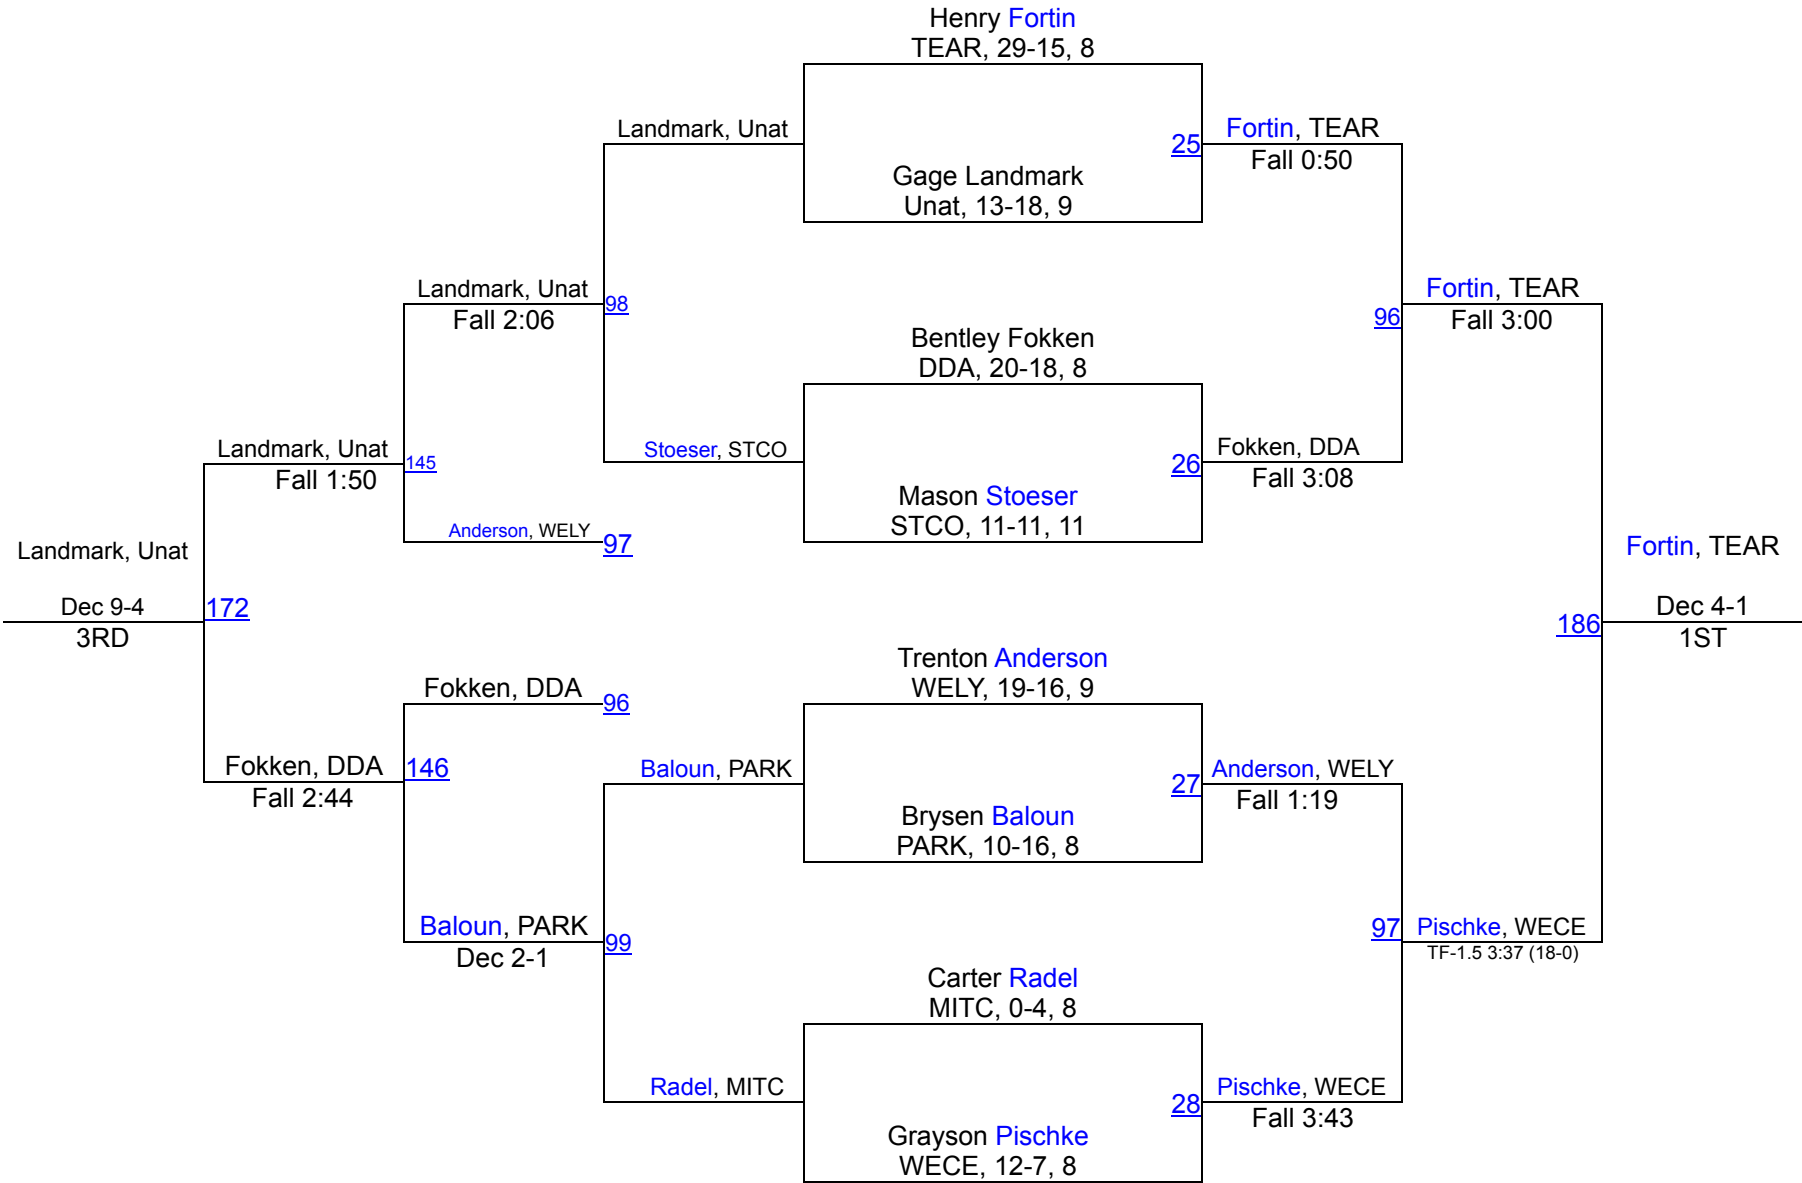 Henry Fortin
TEAR, 29-15, 8
Landmark, Unat
25
Fortin, TEAR
Fall 0:50
Gage Landmark
Unat, 13-18, 9
Landmark, Unat
Fall 2:06
98
Fortin, TEAR
Fall 3:00
96
Bentley Fokken
DDA, 20-18, 8
Landmark, Unat
Fall 1:50
145
Stoeser, STCO
26
Fokken, DDA
Fall 3:08
Mason Stoeser
STCO, 11-11, 11
Anderson, WELY
97
Landmark, Unat
Dec 9-4
3RD
172
Fortin, TEAR
Dec 4-1
1ST
186
Trenton Anderson
WELY, 19-16, 9
Fokken, DDA
96
Fokken, DDA
Fall 2:44
146
Baloun, PARK
27
Anderson, WELY
Fall 1:19
Brysen Baloun
PARK, 10-16, 8
Baloun, PARK
Dec 2-1
99
97
Pischke, WECE
TF-1.5 3:37 (18-0)
Carter Radel
MITC, 0-4, 8
Radel, MITC
28
Pischke, WECE
Fall 3:43
Grayson Pischke
WECE, 12-7, 8